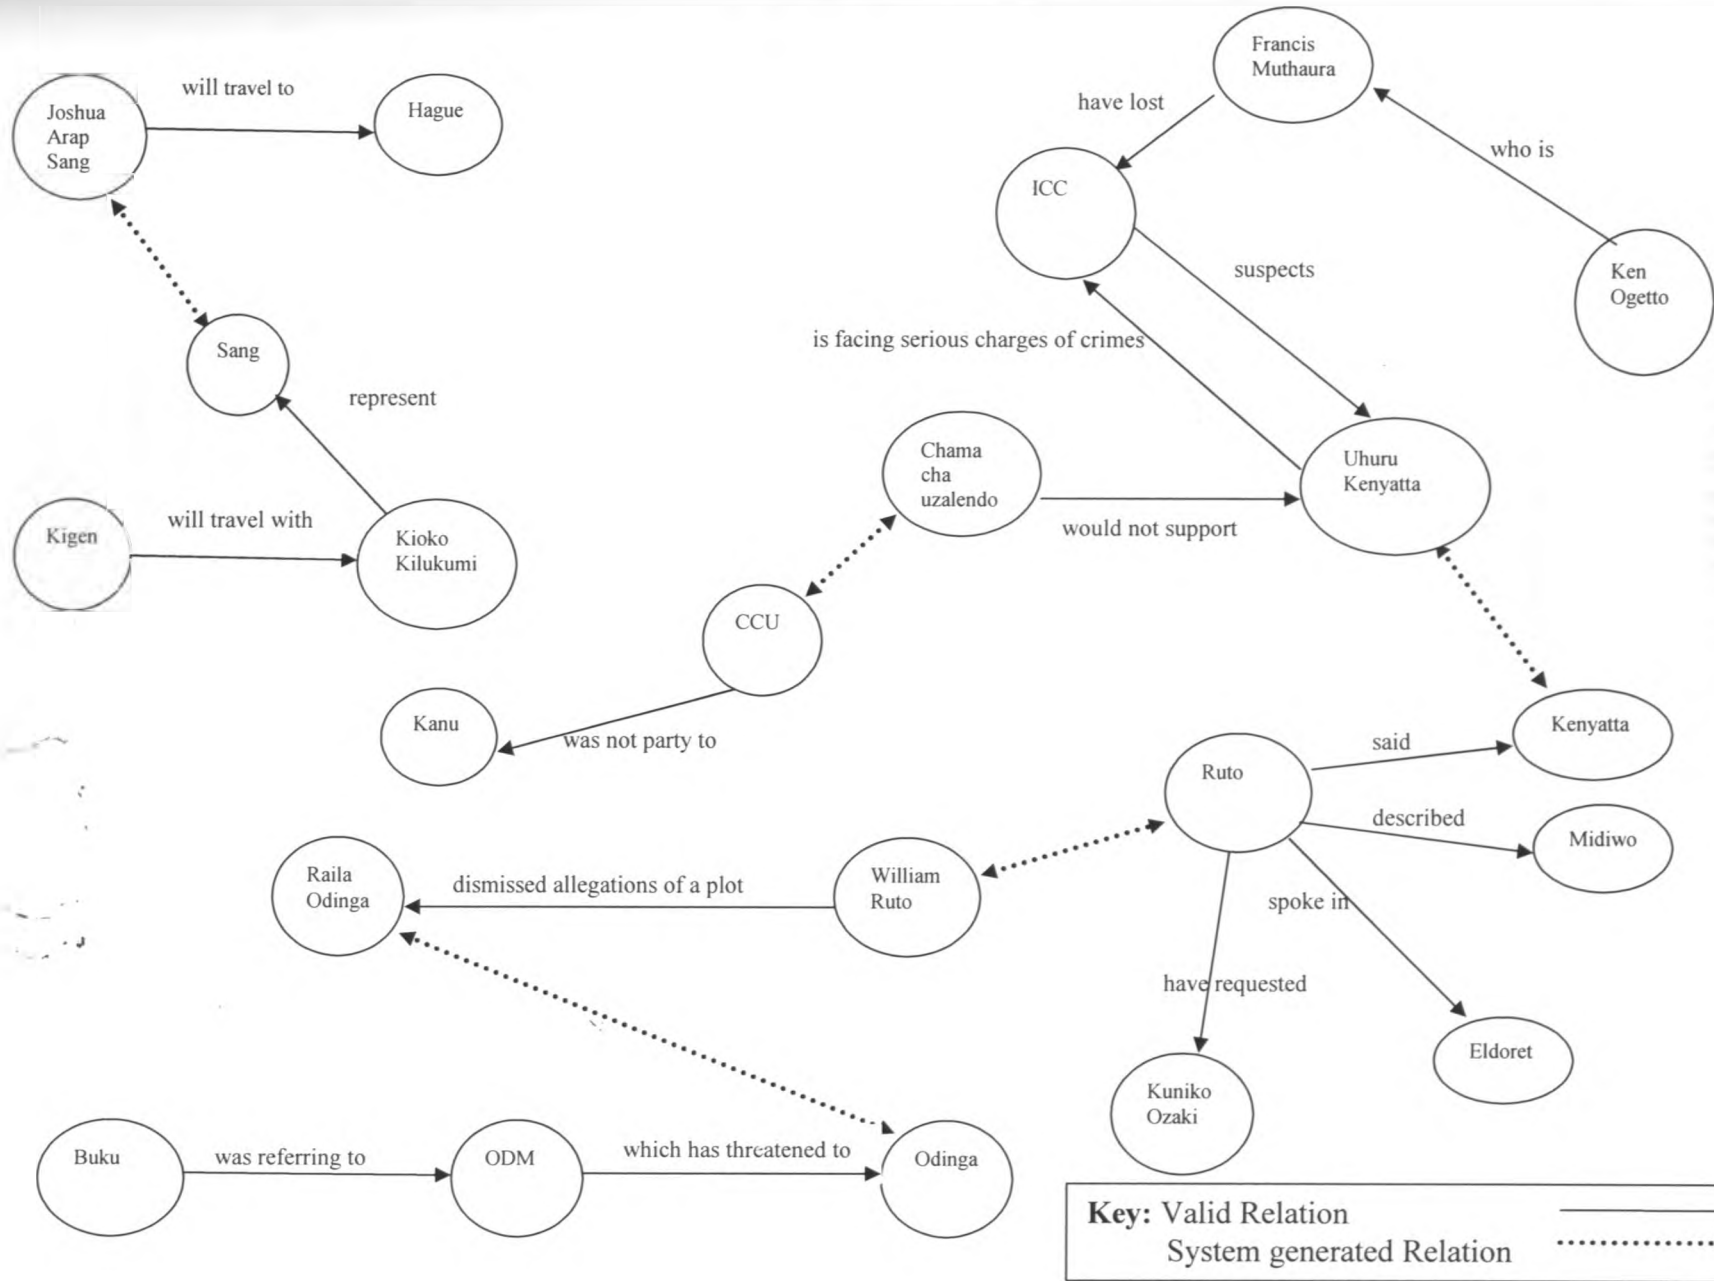 Francis
Muthaura
will travel to
Joshua
Arap
Sang
Hague
have lost
who is
ICC
suspects
Ken
Ogetto
is facing serious charges of crimes
Sang
represent
Chama
cha
uzalendo
Uhuru
Kenyatta
would not support
Kigen
will travel with
Kioko
Kilukumi
CCU
Kanu
was not party to
Kenyatta
said
Ruto
described
Midiwo
Raila
Odinga
dismissed allegations of a plot
William
Ruto
spoke in
have requested
Eldoret
Kuniko
Ozaki
Buku
was referring to
ODM
which has threatened to
Odinga
Key: Valid Relation
System generated Relation